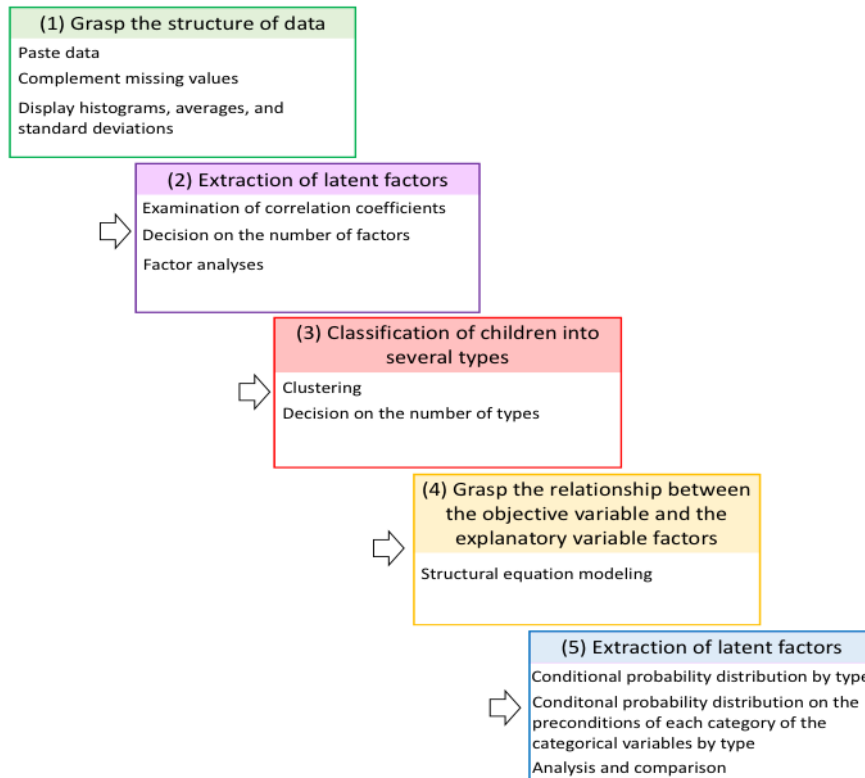 (1) Grasp the structure of data
Paste data
Complement missing values
Display histograms, averages, and
standard deviations
(2) Extraction of latent factors
Examination of correlation coefficients
Decision on the number of factors
Factor analyses
(3) Classification of children into
several types
Clustering
Decision on the number of types
(4) Grasp the relationship between
the objective variable and the
explanatory variable factors
Structural equation modeling
(5) Extraction of latent factors
Conditional probability distribution by type
Conditonal probability distribution on the
preconditions of each category of the
categorical variables by type
Analysis and comparison